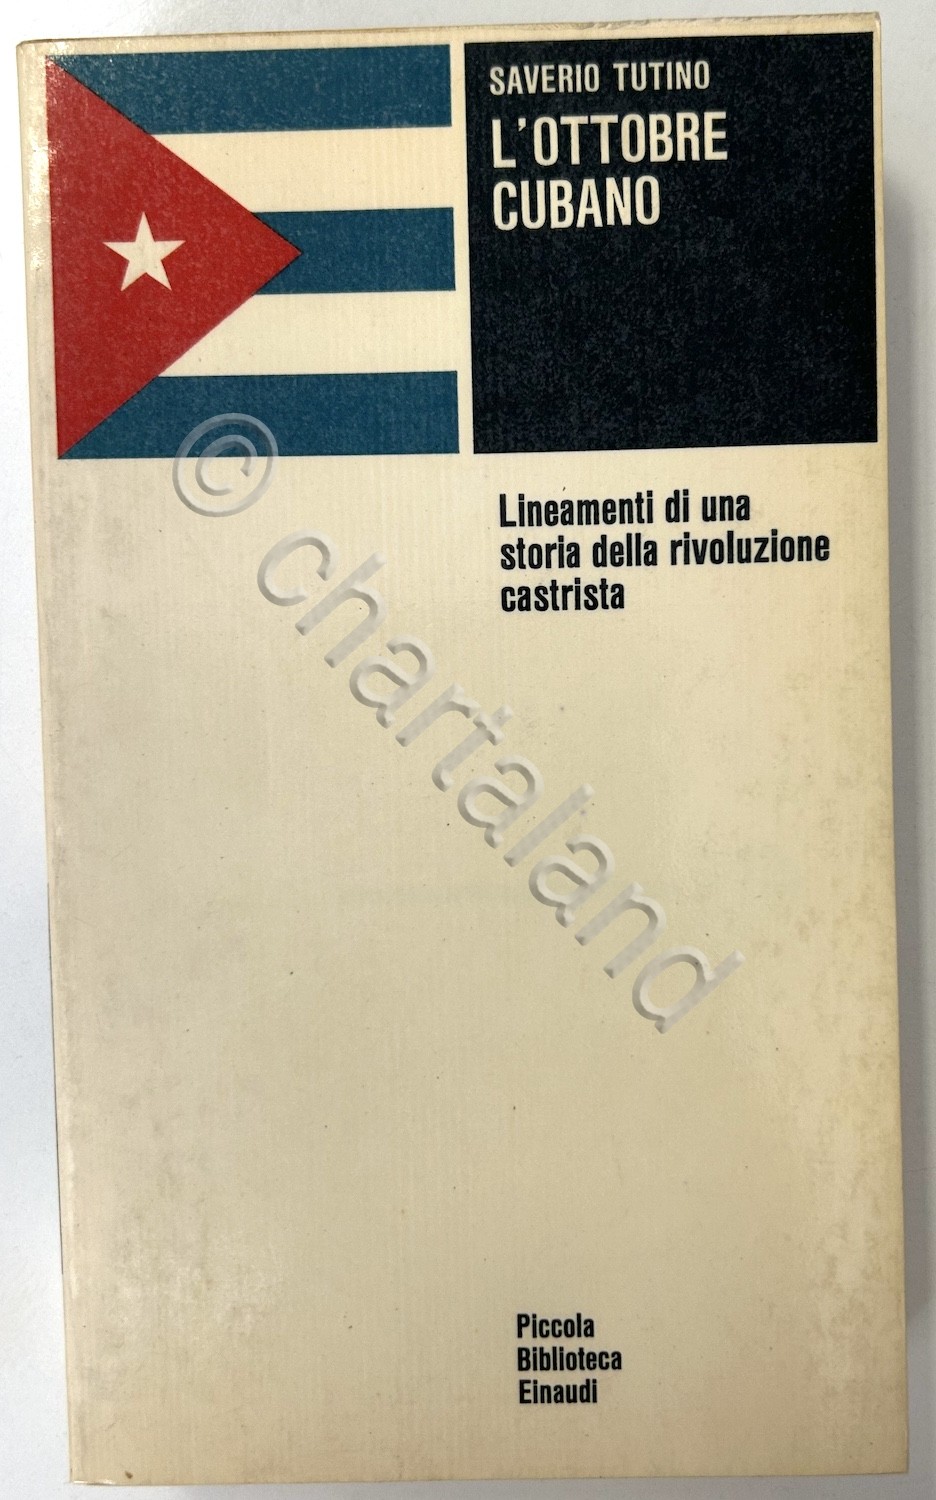 SAVERIO TUTINO
L'OTTOBRE
CUBANO
Lineamenti di una
storia della rivoluzione
castrista
© chartaland
Piccola
Biblioteca
Einaudi